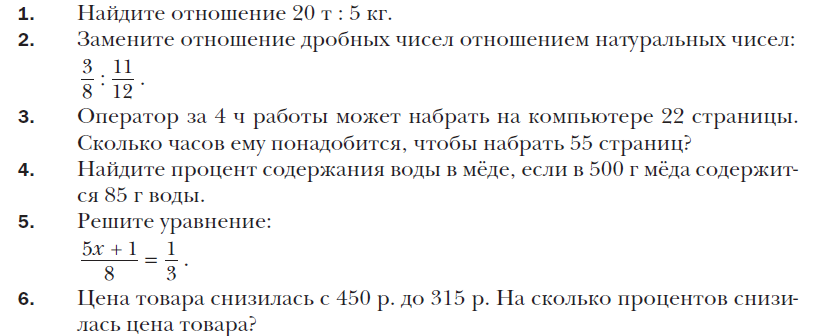 1. Найдите отношение 20 т : 5 кг.
2. Замените отношение дробных чисел отношением натуральных чисел:
3/8 : 11/12 .
3. Оператор за 4 ч работы может набрать на компьютере 22 страницы.
Сколько часов ему понадобится, чтобы набрать 55 страниц?
4. Найдите процент содержания воды в мёде, если в 500 г мёда содержит-
ся 85 г воды.
5. Решите уравнение:
(5x + 1)/8 = 1/3 .
6. Цена товара снизилась с 450 р. до 315 р. На сколько процентов снизи-
лась цена товара?